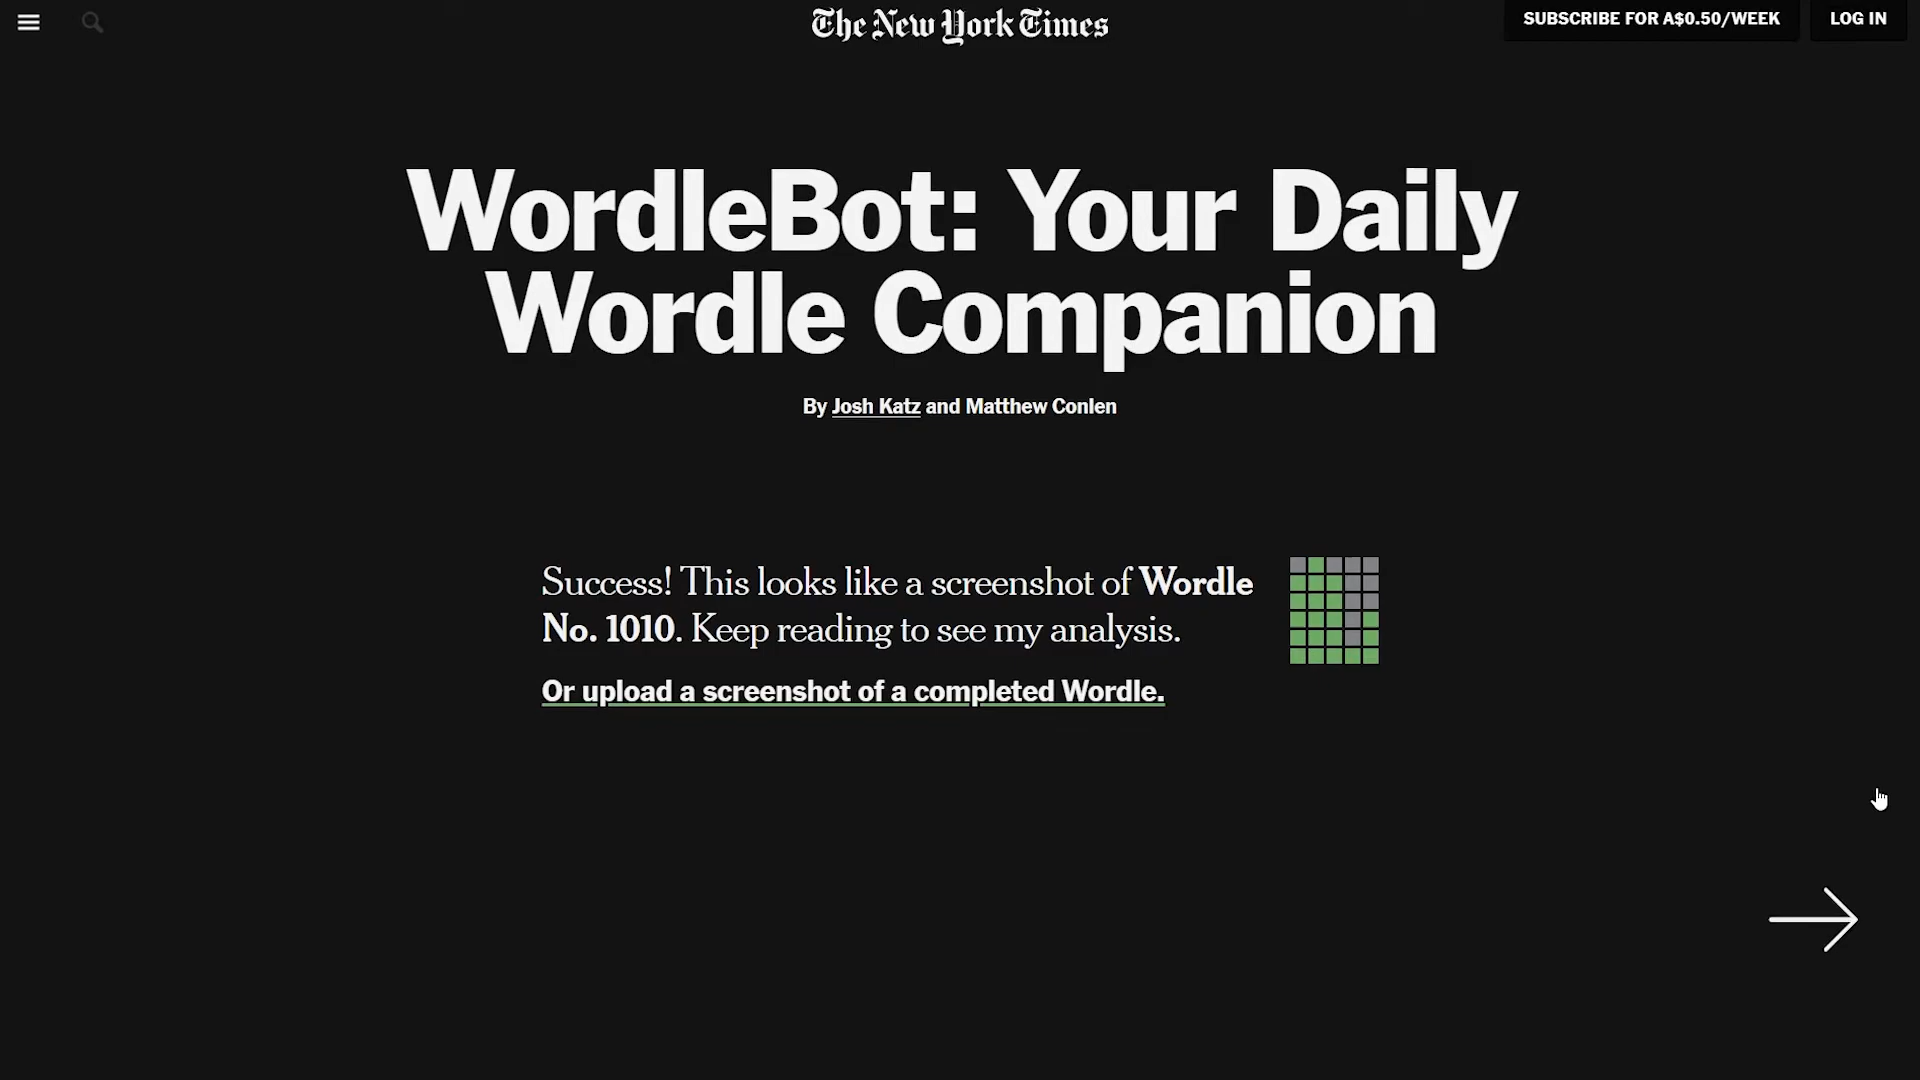 The New York Times
SUBSCRIBE FOR A$0.50/WEEK
LOG IN
WordleBot: Your Daily
Wordle Companion
By Josh Katz and Matthew Conlen
Success! This looks like a screenshot of Wordle
No. 1010. Keep reading to see my analysis.
Or upload a screenshot of a completed Wordle.